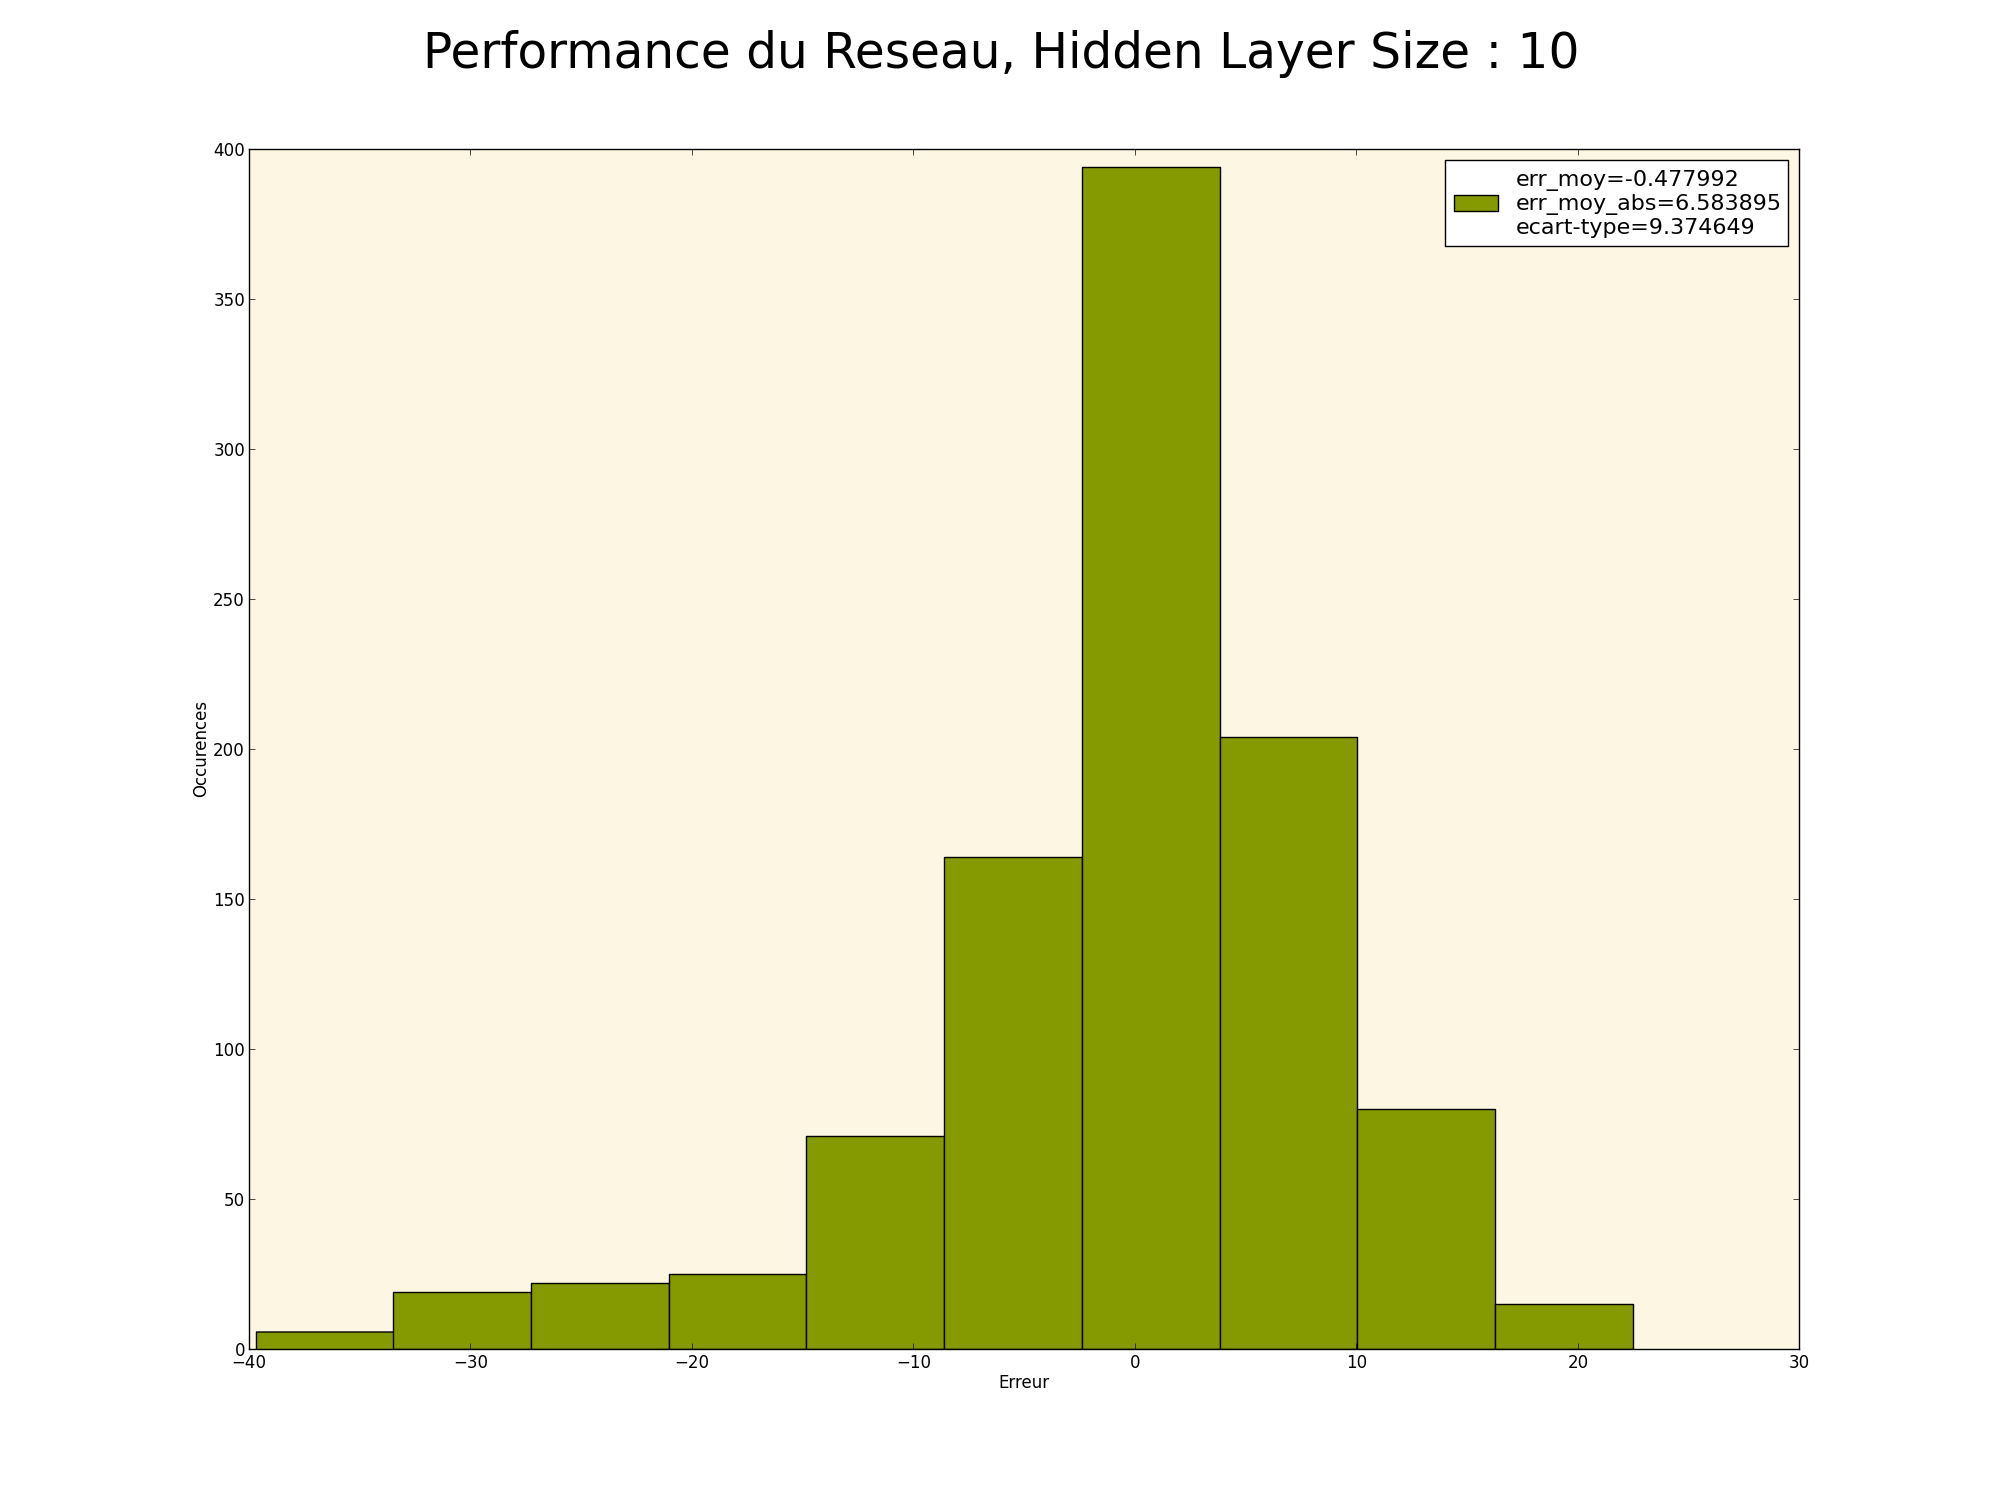 Performance du Reseau, Hidden Layer Size : 10
400
350
300
250
200
150
100
50
0
err_moy=-0.477992
err_moy_abs=6.583895
ecart-type=9.374649
Occurences
−40 −30 −20 −10 0 10 20 30
Erreur